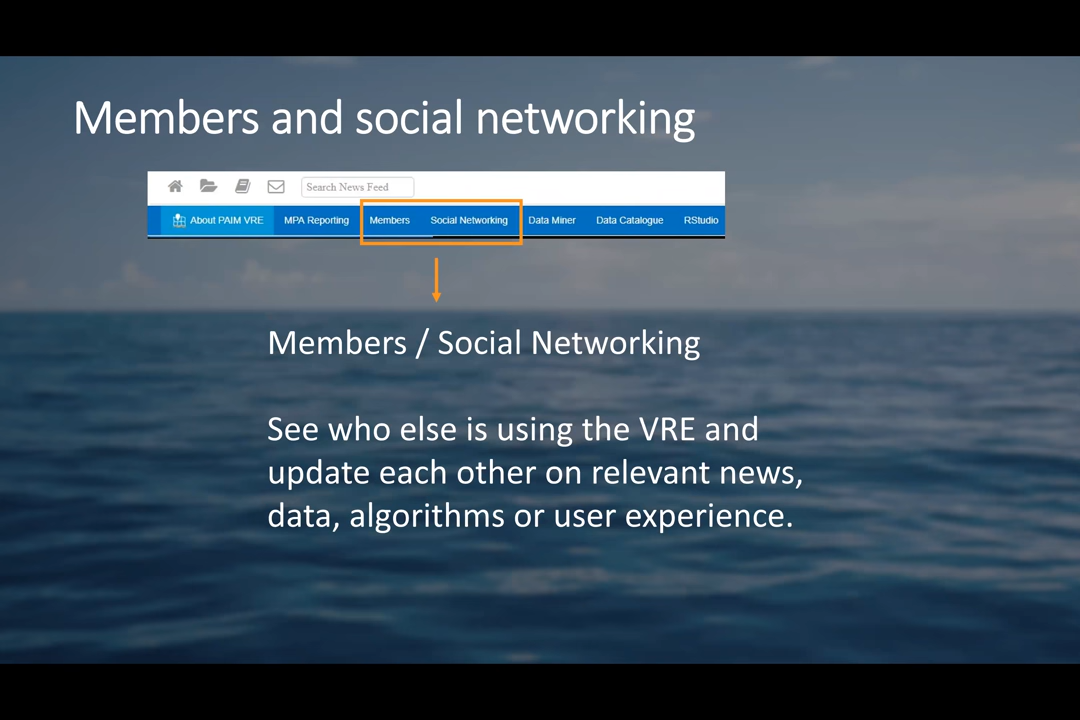 Members and social networking
Search News Feed
About PAIM VRE MPA Reporting Members Social Networking Data Miner Data Catalogue RStudio
Members / Social Networking
See who else is using the VRE and
update each other on relevant news,
data, algorithms or user experience.